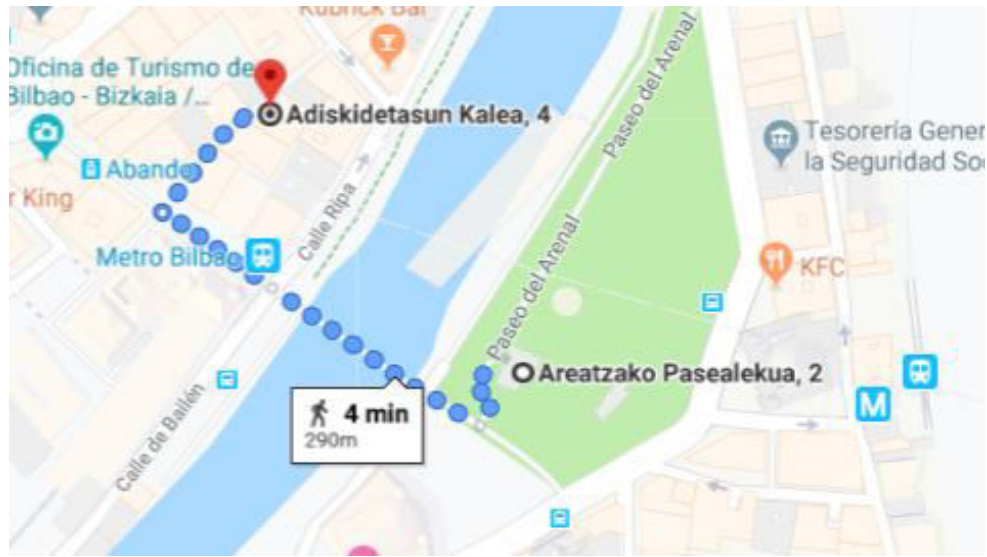 Kubrick Bar
Oficina de Turismo de
Bilbao - Bizkaia /...
Adiskidetasun Kalea, 4
Abando
r King
Metro Bilbao
Calle Ripa
Paseo del Arenal
Paseo del Arenal
Tesorería Gener
la Seguridad Soc
KFC
Areatzako Pasealekua, 2
4 min
290m
Calle de Bailén
M